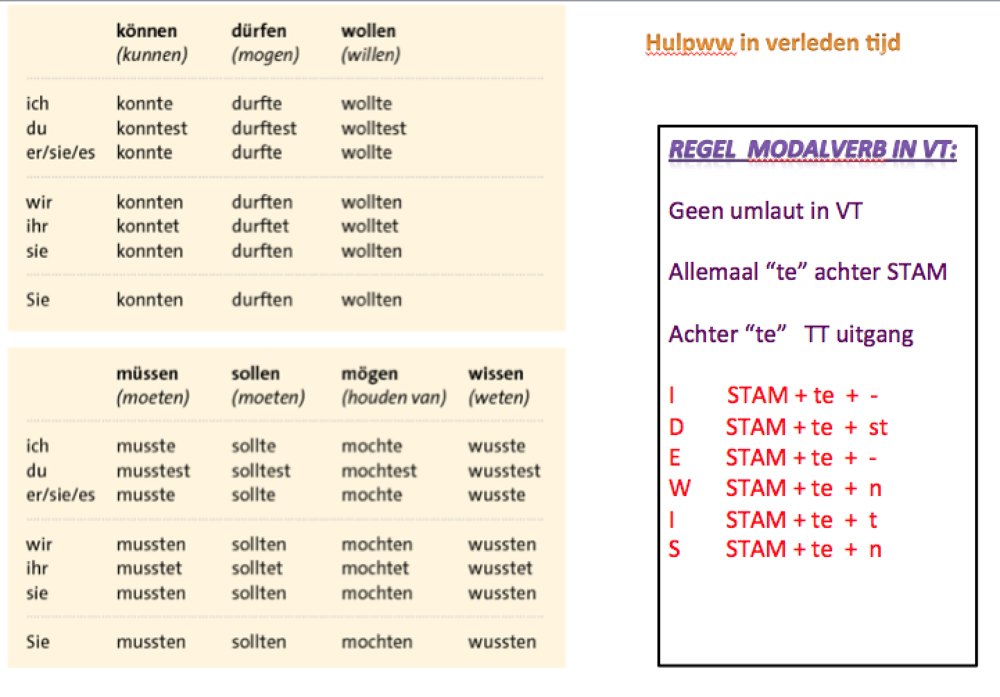 können dürfen wollen
(kunnen) (mogen) (willen)
ich konnte durfte wollte
du konntest durftest wolltest
er/sie/es konnte durfte wollte
wir konnten durften wollten
ihr konntet durftet wolltet
sie konnten durften wollten
Sie konnten durften wollten
müssen sollen mögen wissen
(moeten) (moeten) (houden van) (weten)
ich musste sollte mochte wusste
du musstest solltest mochtest wusstest
er/sie/es musste sollte mochte wusste
wir mussten sollten mochten wussten
ihr musstet solltet mochtet wusstet
sie mussten sollten mochten wussten
Sie mussten sollten mochten wussten
Hulpww in verleden tijd
REGEL MODALVERB IN VT:
Geen umlaut in VT
Allemaal “te” achter STAM
Achter “te” TT uitgang
I STAM + te + -
D STAM + te + st
E STAM + te + -
W STAM + te + n
I STAM + te + t
S STAM + te + n